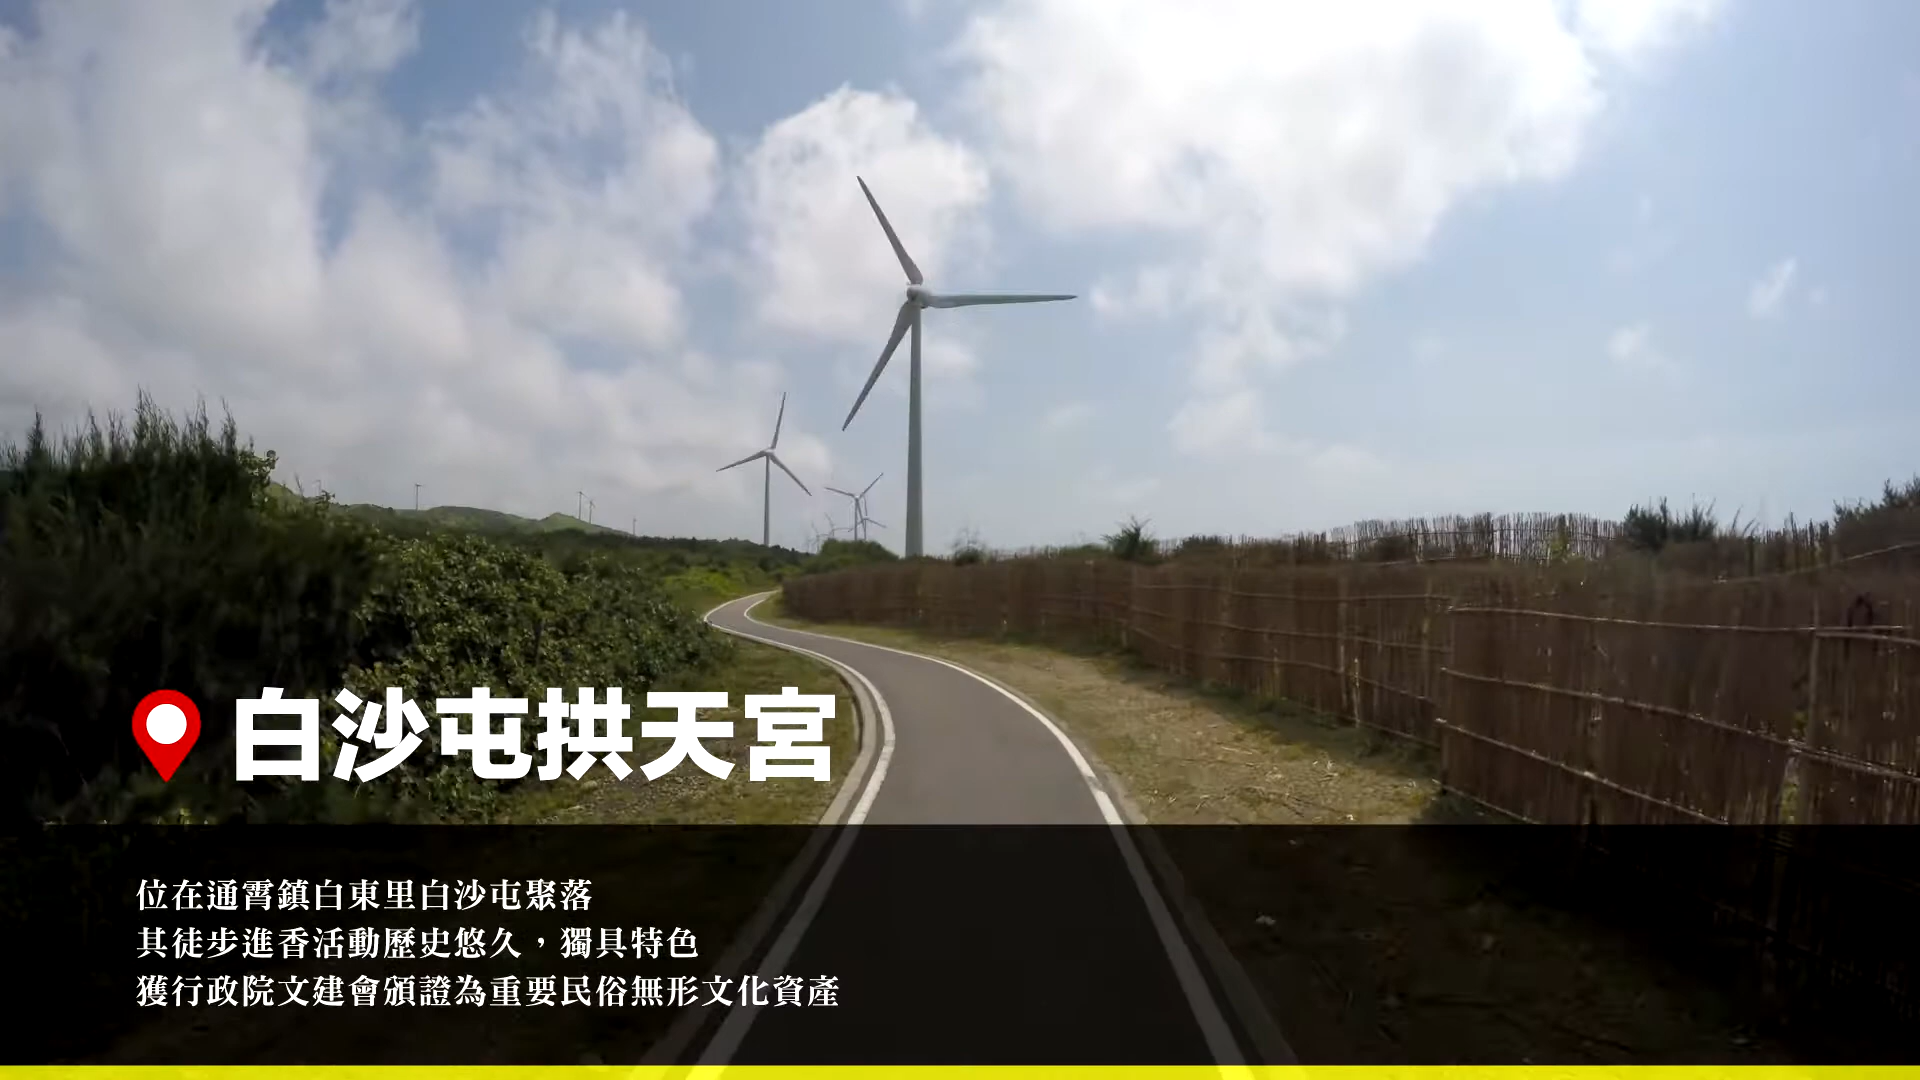 白沙屯拱天宮
位在通霄鎮白東里白沙屯聚落
其徒步進香活動歷史悠久，獨具特色
獲行政院文建會頒證為重要民俗無形文化資產